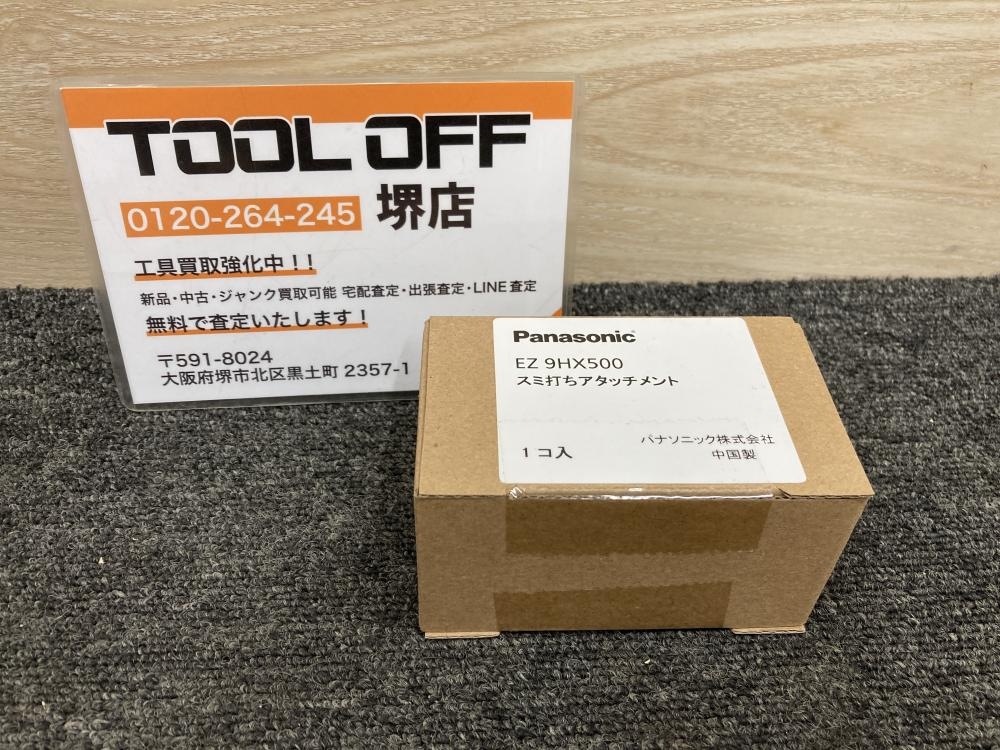 TOOL OFF
0120-264-245 堺店
工具買取強化中！！
新品・中古・ジャンク買取可能 宅配査定・出張査定・LINE査定
無料で査定いたします！
〒591-8024
大阪府堺市北区黒土町 2357-1
Panasonic
EZ 9HX500
スミ打ちアタッチメント
1コ入
パナソニック株式会社
中国製